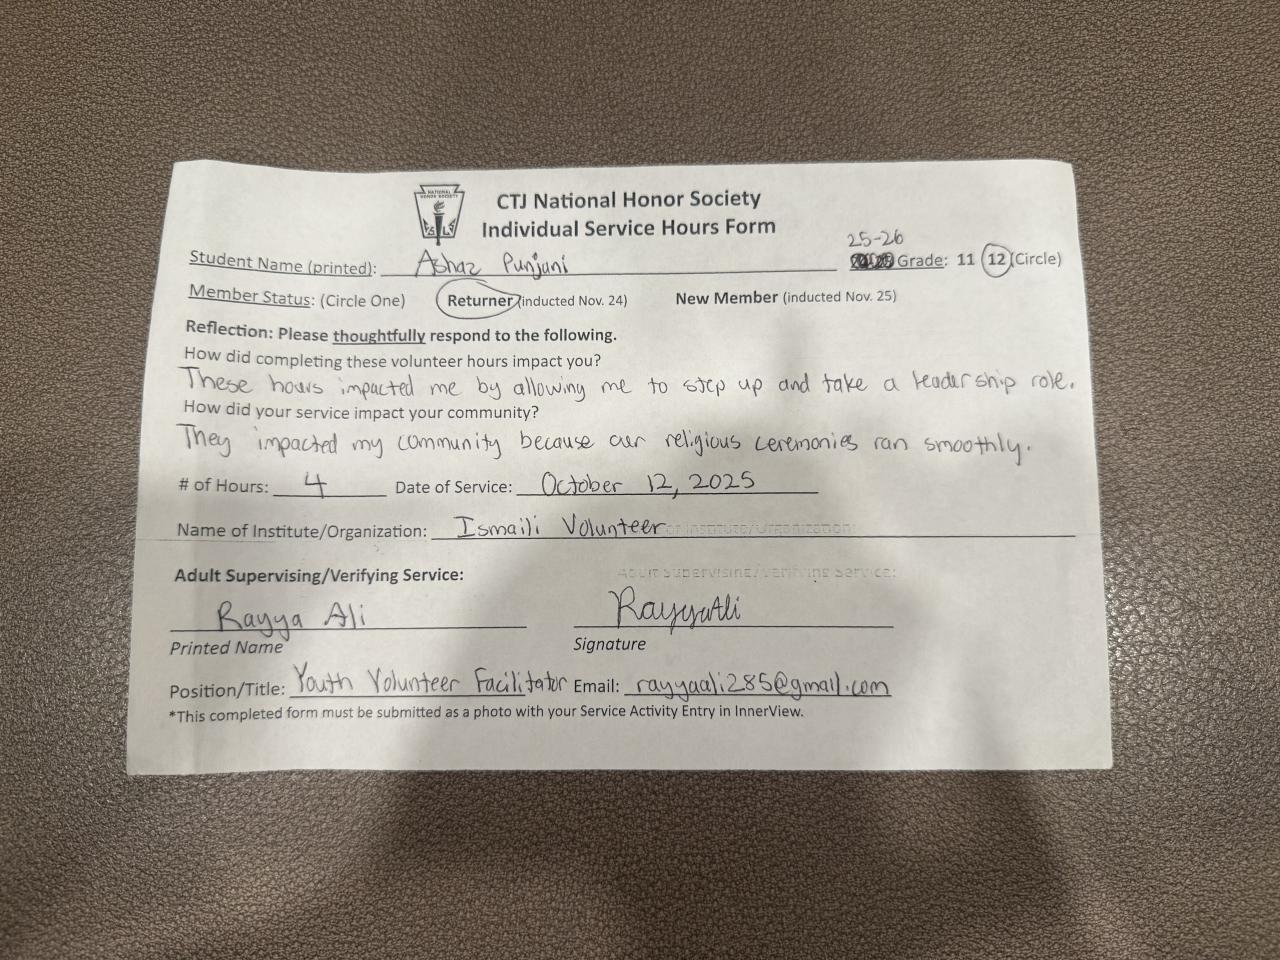 NATIONAL
HONOR SOCIETY
CTJ National Honor Society
Individual Service Hours Form
25-26
Student Name (printed): Ashaz Punjani Grade: 11 12 (Circle)
Member Status: (Circle One) Returner (inducted Nov. 24) New Member (inducted Nov. 25)
Reflection: Please thoughtfully respond to the following.
How did completing these volunteer hours impact you?
These hours impacted me by allowing me to step up and take a leadership role.
How did your service impact your community?
They impacted my community because our religious ceremonies ran smoothly.
# of Hours: 4 Date of Service: October 12, 2025
Name of Institute/Organization: Ismaili Volunteer
Adult Supervising/Verifying Service:
Rayya Ali RayyaAli
Printed Name Signature
Position/Title: Youth Volunteer Facilitator Email: rayyaali285@gmail.com
*This completed form must be submitted as a photo with your Service Activity Entry in InnerView.